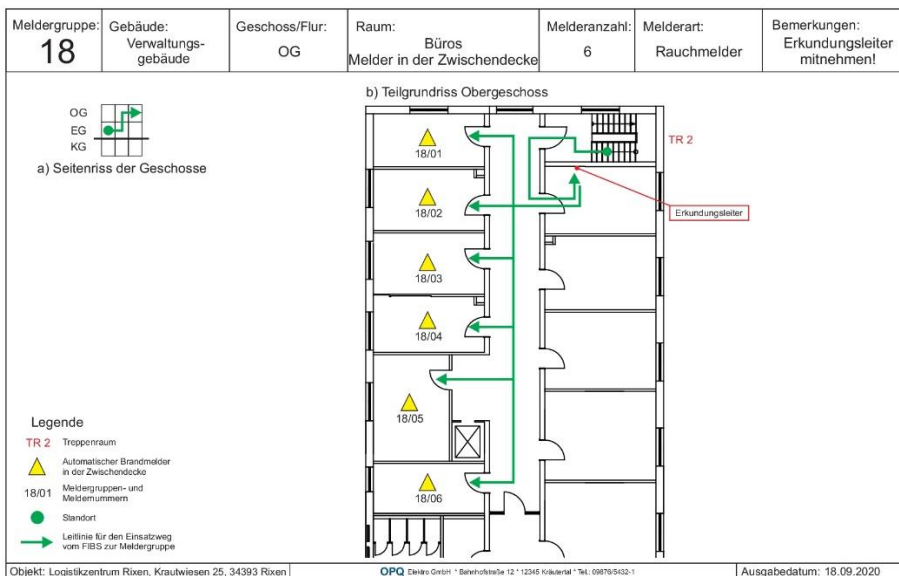 Meldergruppe:
18
Gebäude:
Verwaltungs-
gebäude
Geschoss/Flur:
OG
Raum:
Büros
Melder in der Zwischendecke
Melderanzahl:
6
Melderart:
Rauchmelder
Bemerkungen:
Erkundungsleiter
mitnehmen!
OG
EG
KG
a) Seitenriss der Geschosse
b) Teilgrundriss Obergeschoss
18/01
TR 2
18/02
Erkundungsleiter
18/03
18/04
18/05
18/06
Legende
TR 2 Treppenraum
Automatischer Brandmelder
in der Zwischendecke
18/01 Meldergruppen- und
Meldernummern
Standort
Leitlinie für den Einsatzweg
vom FIBS zur Meldergruppe
Objekt: Logistikzentrum Rixen, Krautwiesen 25, 34393 Rixen
OPQ Elektro GmbH * Bahnhofstraße 12 * 12345 Kräutertal * Tel.: 09876/5432-1
Ausgabedatum: 18.09.2020